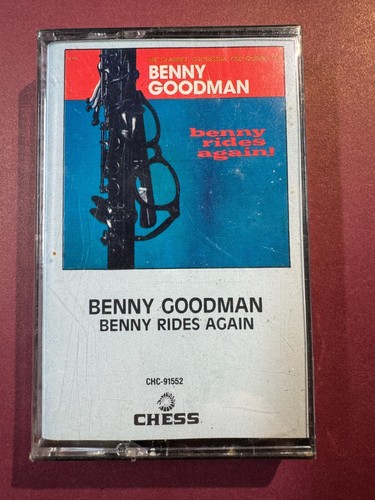 BENNY
GOODMAN
benny
rides
again!
BENNY GOODMAN
BENNY RIDES AGAIN
CHC-91552
CHESS